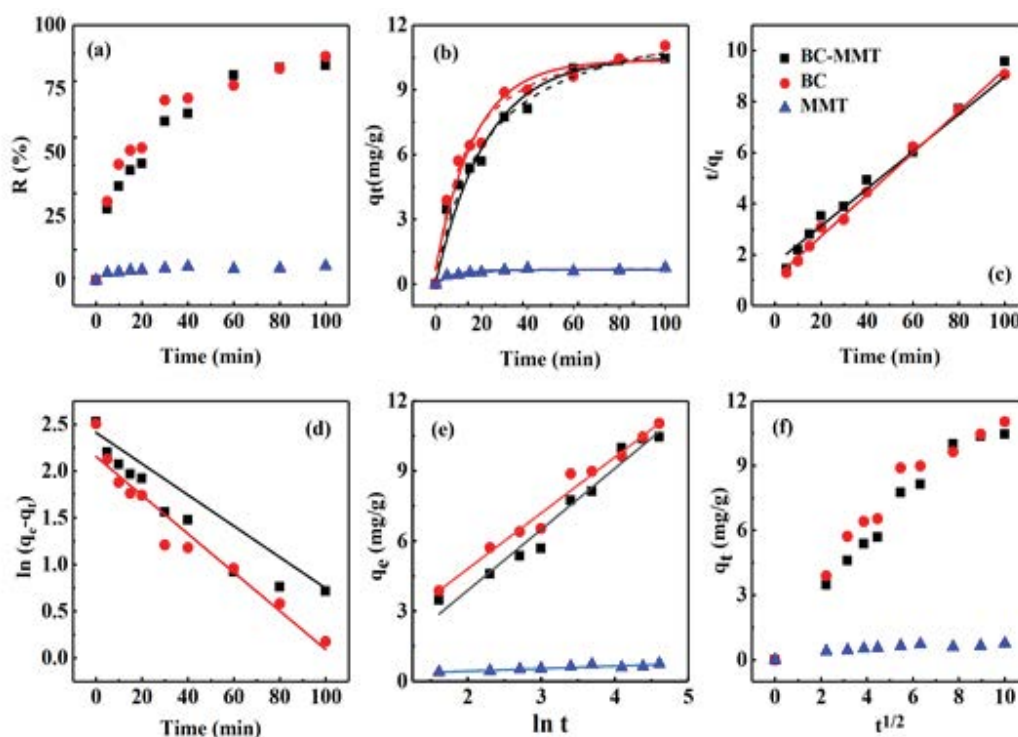 (a)
R (%)
100
75
50
25
0
0 20 40 60 80 100
Time (min)
(b)
qt(mg/g)
12
9
6
3
0
0 20 40 60 80 100
Time (min)
BC-MMT
BC
MMT
(c)
t/qt
10
8
6
4
2
0
0 20 40 60 80 100
Time (min)
(d)
ln (qe-qt)
2.5
2.0
1.5
1.0
0.5
0.0
0 20 40 60 80 100
Time (min)
(e)
qe (mg/g)
12
9
6
3
0
2 3 4 5
ln t
(f)
qt (mg/g)
12
9
6
3
0
0 2 4 6 8 10
t1/2